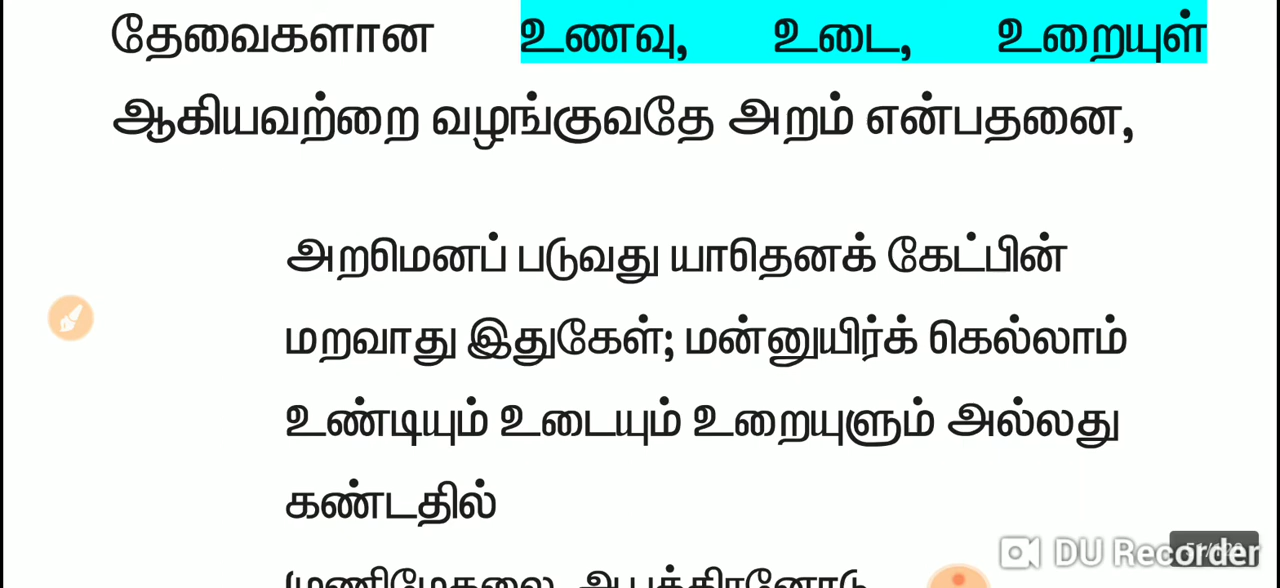 தேவைகளான உணவு, உடை, உறையுள்
ஆகியவற்றை வழங்குவதே அறம் என்பதனை,
அறமெனப் படுவது யாதெனக் கேட்பின்
மறவாது இதுகேள்; மன்னுயிர்க் கெல்லாம்
உண்டியும் உடையும் உறையுளும் அல்லது
கண்டதில்
DU Recorder